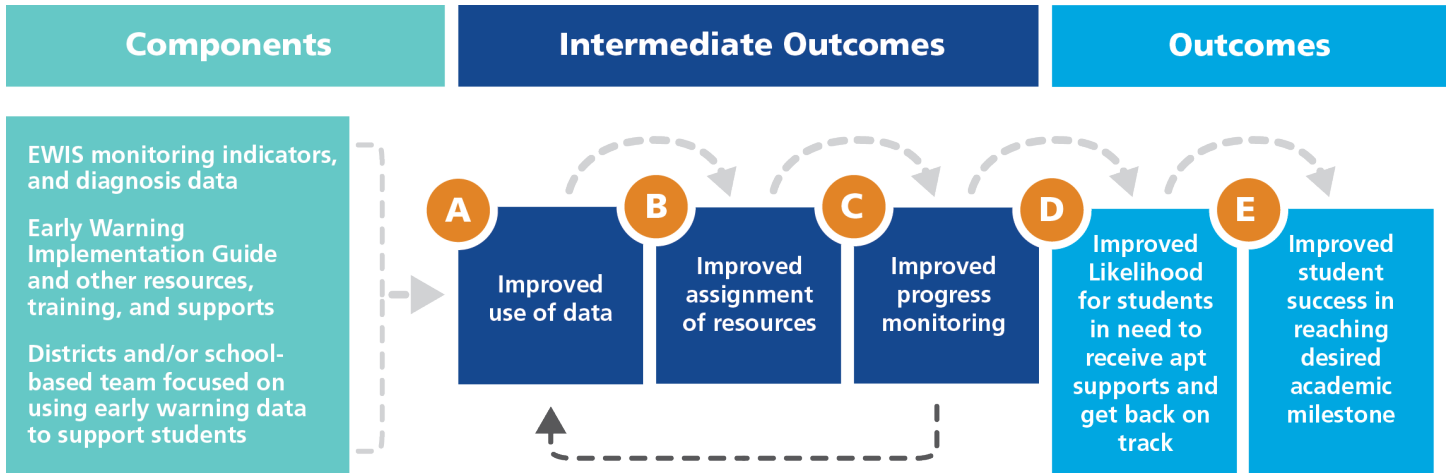 Components
Intermediate Outcomes
Outcomes
EWIS monitoring indicators,
and diagnosis data
Early Warning
Implementation Guide
and other resources,
training, and supports
Districts and/or school-
based team focused on
using early warning data
to support students
A
Improved
use of data
B
Improved
assignment
of resources
C
Improved
progress
monitoring
D
Improved
Likelihood
for students
in need to
receive apt
supports and
get back on
track
E
Improved
student
success in
reaching
desired
academic
milestone